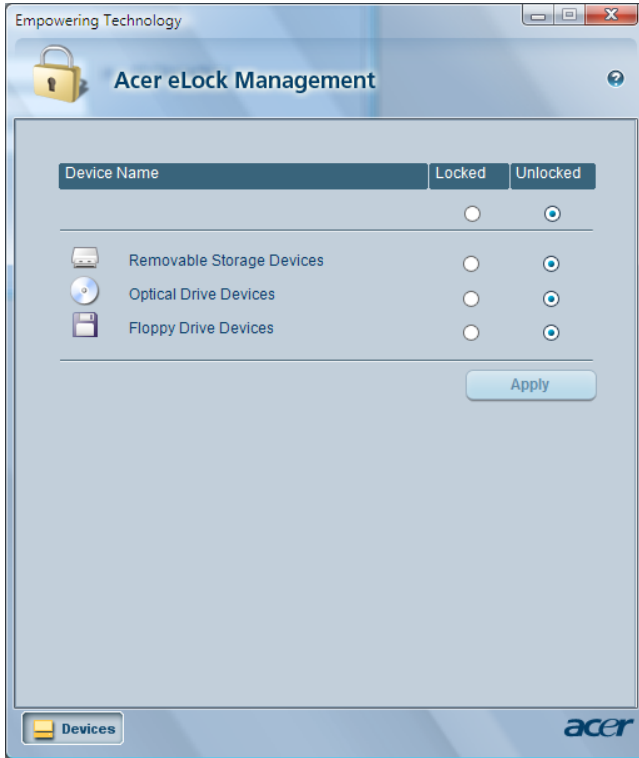 Empowering Technology
Acer eLock Management
Device Name Locked Unlocked
Removable Storage Devices
Optical Drive Devices
Floppy Drive Devices
Apply
Devices
acer